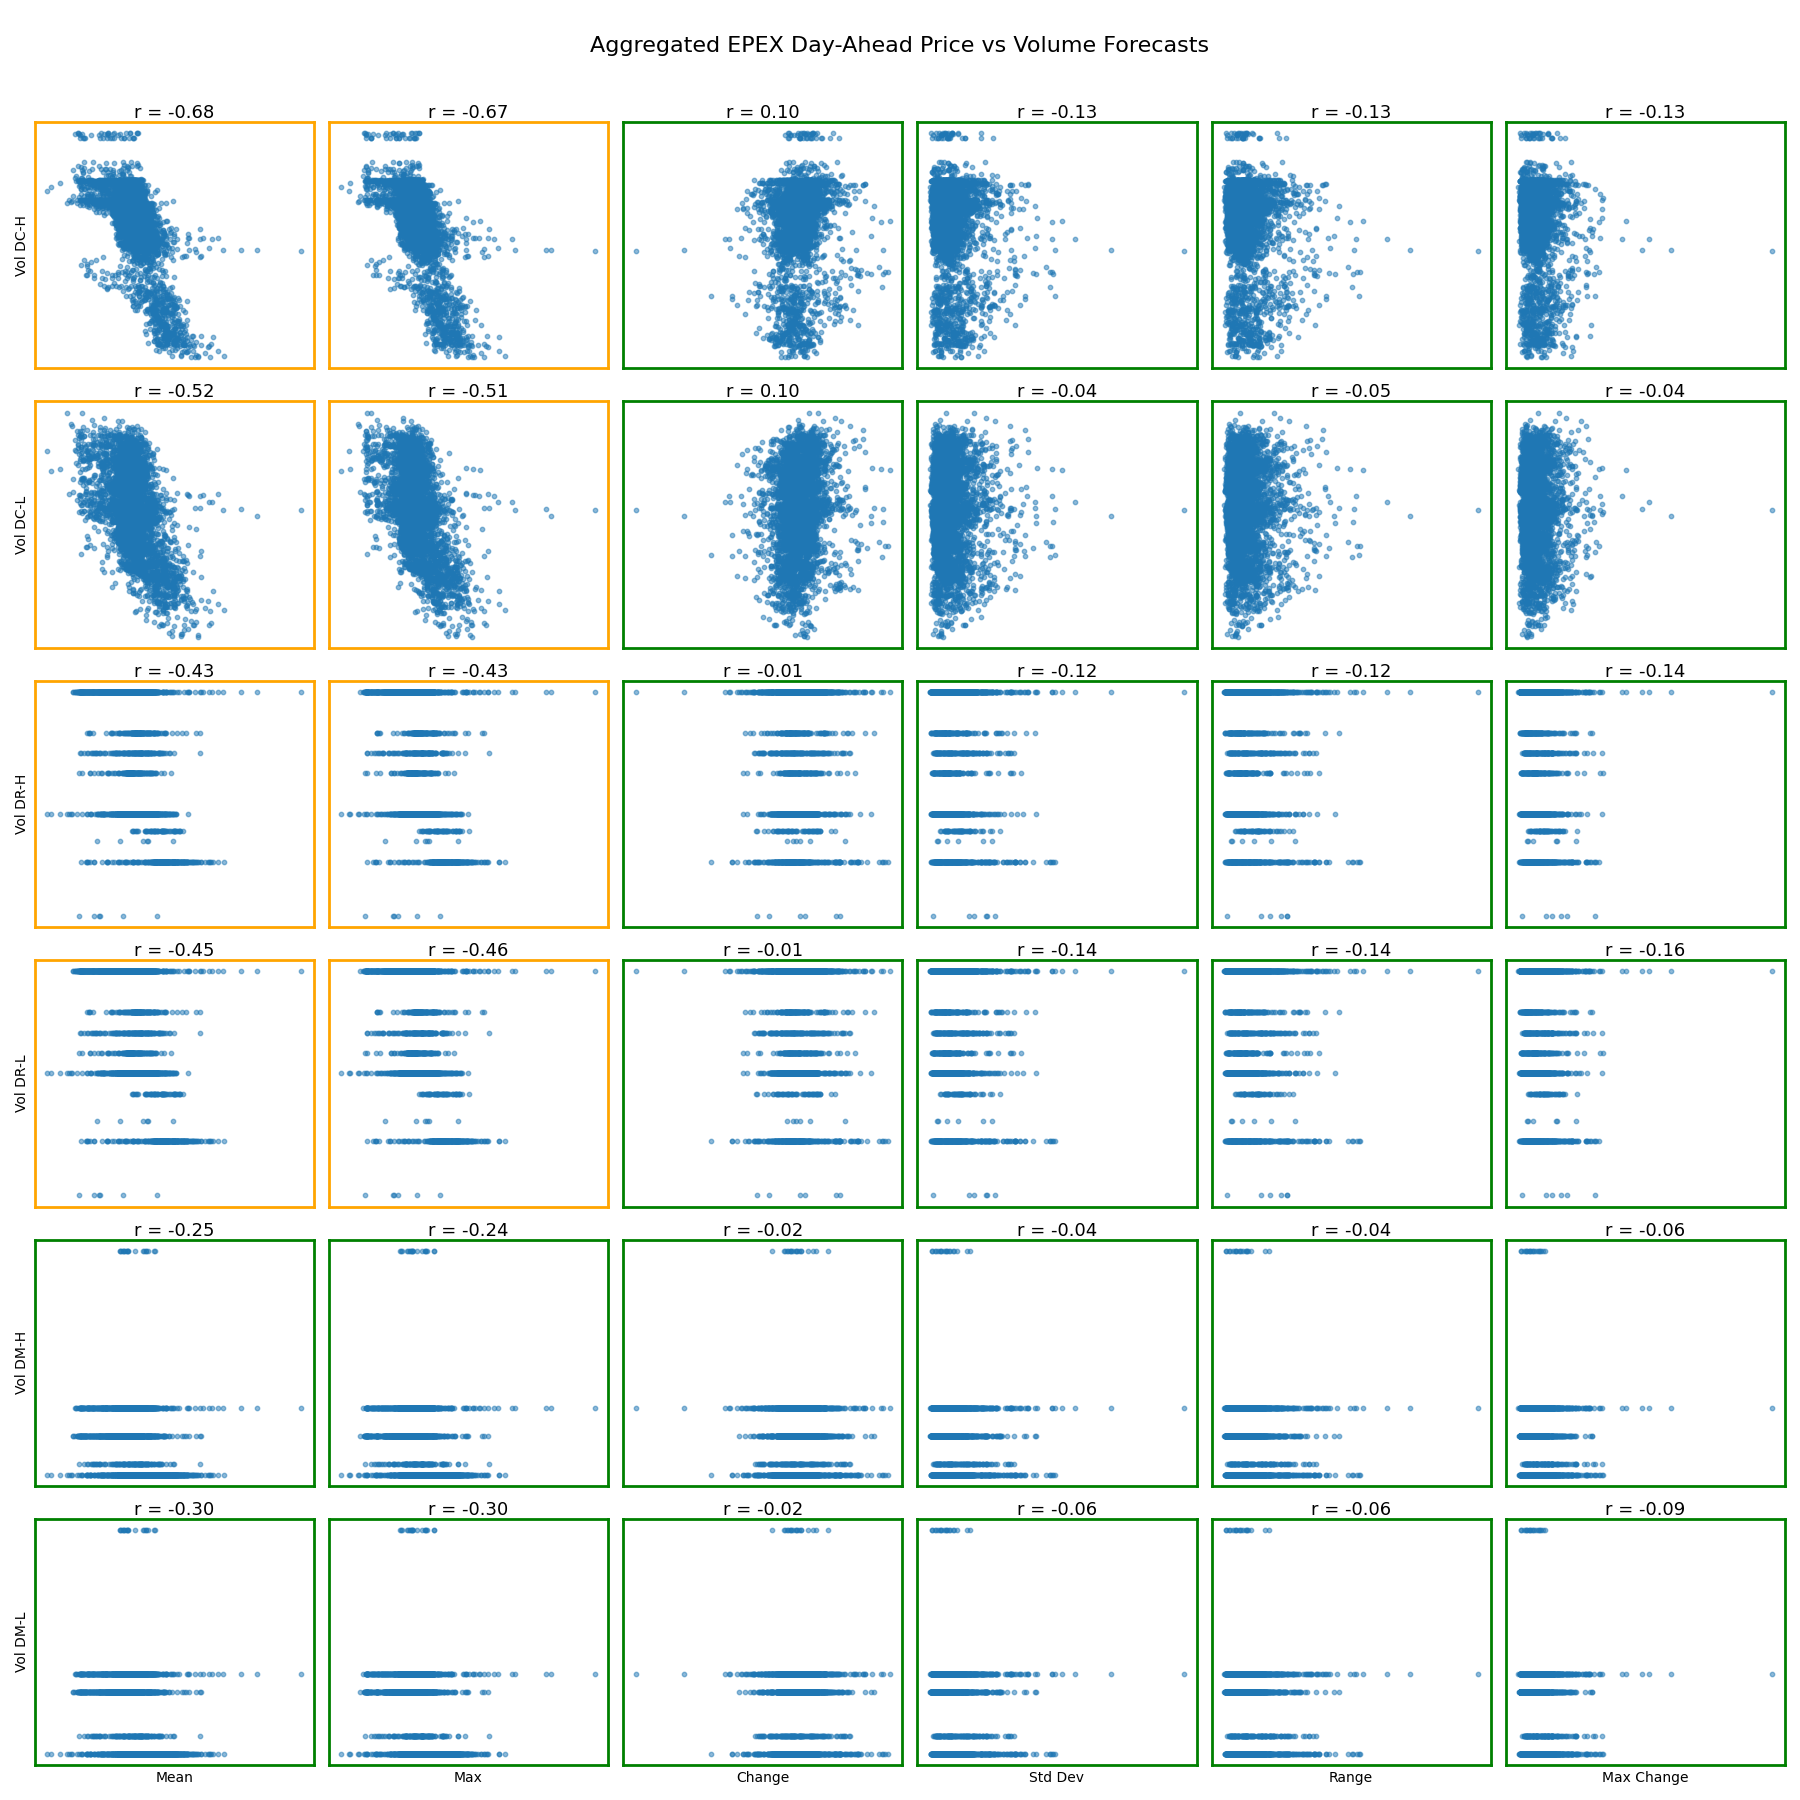 Aggregated EPEX Day-Ahead Price vs Volume Forecasts
r = -0.68 r = -0.67 r = 0.10 r = -0.13 r = -0.13 r = -0.13
Vol DC-H
r = -0.52 r = -0.51 r = 0.10 r = -0.04 r = -0.05 r = -0.04
Vol DC-L
r = -0.43 r = -0.43 r = -0.01 r = -0.12 r = -0.12 r = -0.14
Vol DR-H
r = -0.45 r = -0.46 r = -0.01 r = -0.14 r = -0.14 r = -0.16
Vol DR-L
r = -0.25 r = -0.24 r = -0.02 r = -0.04 r = -0.04 r = -0.06
Vol DM-H
r = -0.30 r = -0.30 r = -0.02 r = -0.06 r = -0.06 r = -0.09
Vol DM-L
Mean Max Change Std Dev Range Max Change